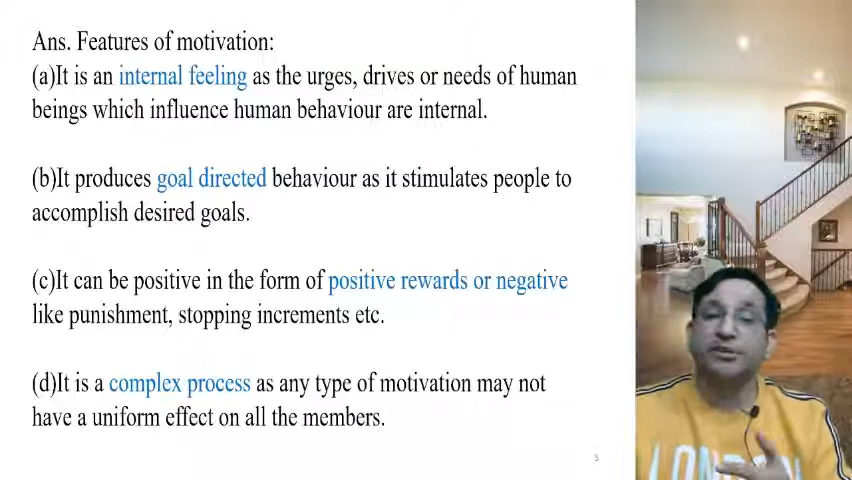 Ans. Features of motivation:
(a)It is an internal feeling as the urges, drives or needs of human
beings which influence human behaviour are internal.
(b)It produces goal directed behaviour as it stimulates people to
accomplish desired goals.
(c)It can be positive in the form of positive rewards or negative
like punishment, stopping increments etc.
(d)It is a complex process as any type of motivation may not
have a uniform effect on all the members.
5